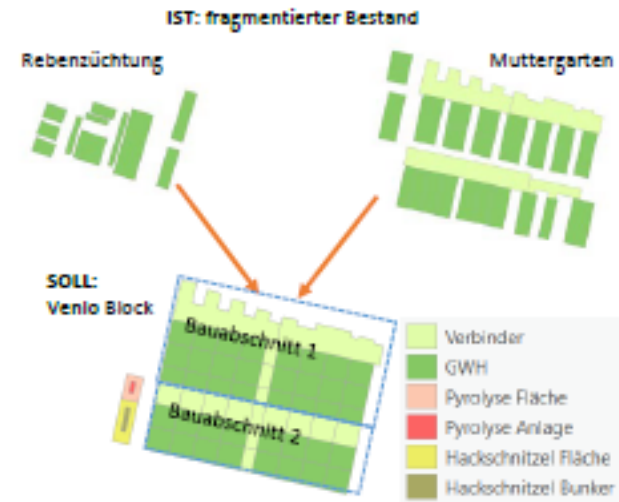 IST: fragmentierter Bestand
Rebenzüchtung
Muttergarten
SOLL:
Venlo Block
Bauabschnitt 1
Bauabschnitt 2
Verbinder
GWH
Pyrolyse Fläche
Pyrolyse Anlage
Hackschnitzel Fläche
Hackschnitzel Bunker